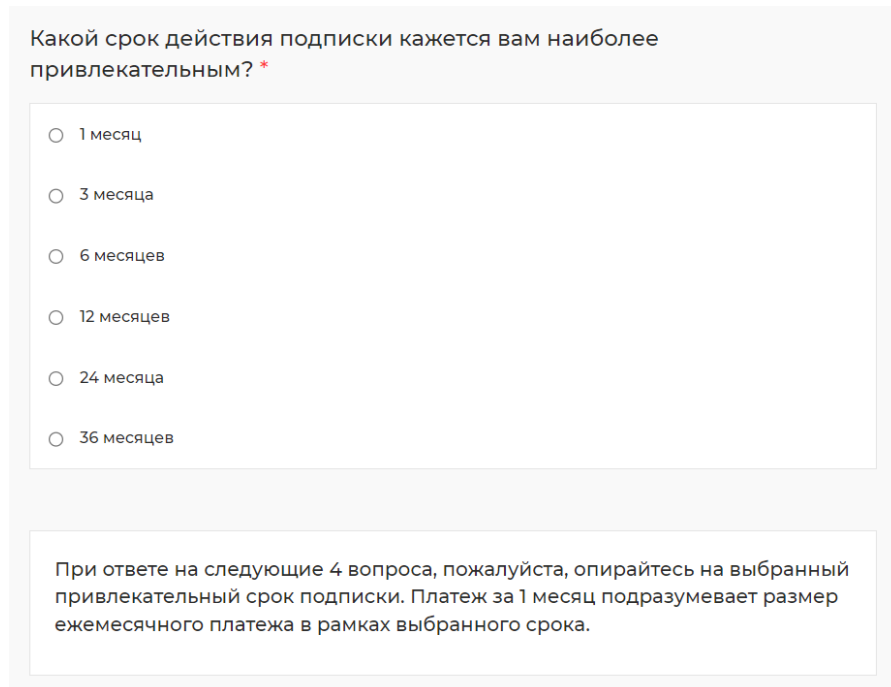 Какой срок действия подписки кажется вам наиболее
привлекательным? *
1 месяц
3 месяца
6 месяцев
12 месяцев
24 месяца
36 месяцев
При ответе на следующие 4 вопроса, пожалуйста, опирайтесь на выбранный
привлекательный срок подписки. Платеж за 1 месяц подразумевает размер
ежемесячного платежа в рамках выбранного срока.